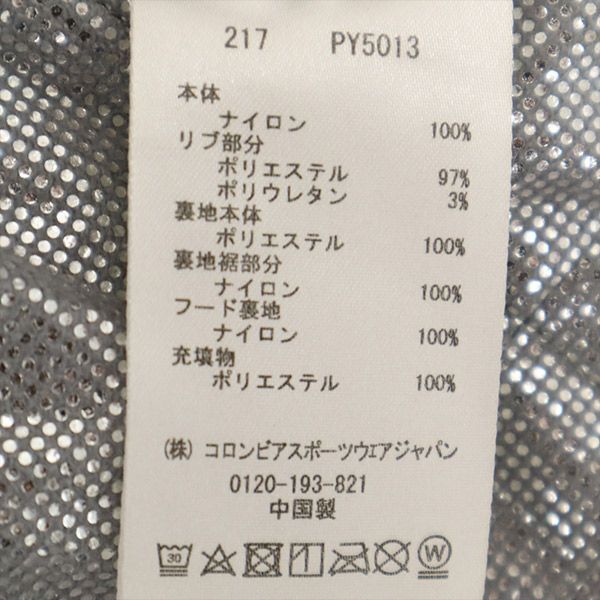 217 PY5013
本体
ナイロン 100%
リブ部分
ポリエステル 97%
ポリウレタン 3%
裏地本体
ポリエステル 100%
裏地裾部分
ナイロン 100%
フード裏地
ナイロン 100%
充填物
ポリエステル 100%
(株) コロンビアスポーツウェアジャパン
0120-193-821
中国製
30 W